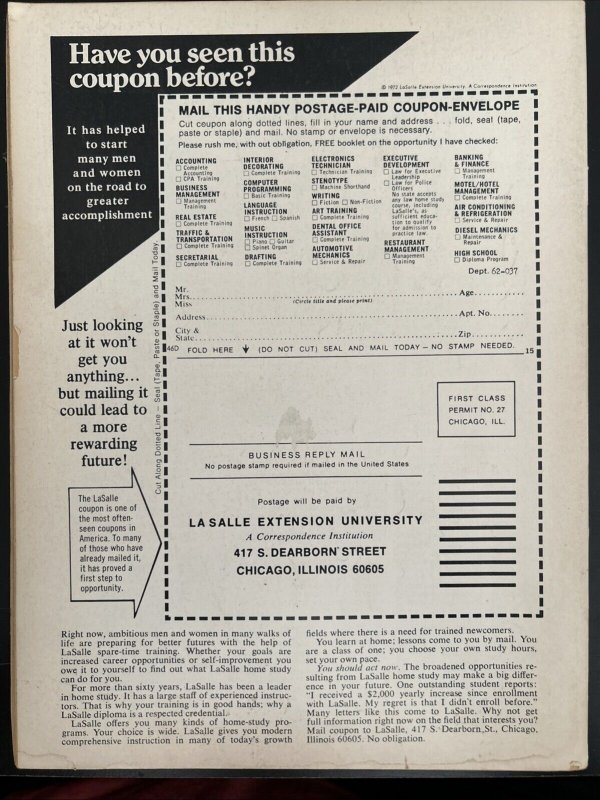 Have you seen this
coupon before?
© 1972 LaSalle Extension University, A Correspondence Institution
It has helped
to start
many men
and women
on the road to
greater
accomplishment
MAIL THIS HANDY POSTAGE-PAID COUPON-ENVELOPE
Cut coupon along dotted lines, fill in your name and address . . . fold, seal (tape,
paste or staple) and mail. No stamp or envelope is necessary.
Please rush me, without obligation, FREE booklet on the opportunity I have checked:
ACCOUNTING
Complete
Accounting
CPA Training
BUSINESS
MANAGEMENT
Management
Training
REAL ESTATE
Complete Training
TRAFFIC &
TRANSPORTATION
Complete Training
SECRETARIAL
Complete Training
INTERIOR
DECORATING
Complete Training
COMPUTER
PROGRAMMING
Basic Training
LANGUAGE
INSTRUCTION
French Spanish
MUSIC
INSTRUCTION
Piano Guitar
Spinet Organ
DRAFTING
Complete Training
ELECTRONICS
TECHNICIAN
Technician Training
STENOTYPE
Machine Shorthand
WRITING
Fiction Non-Fiction
ART TRAINING
Complete Training
DENTAL OFFICE
ASSISTANT
Complete Training
AUTOMOTIVE
MECHANICS
Service & Repair
EXECUTIVE
DEVELOPMENT
Law for Executive
Leadership
Law for Police
Officers
No state accepts
any law home study
course, including
LaSalle's, as
sufficient educa-
tion to qualify
for admission to
practice law.
RESTAURANT
MANAGEMENT
Management
Training
BANKING
& FINANCE
Management
Training
MOTEL/HOTEL
MANAGEMENT
Complete Training
AIR CONDITIONING
& REFRIGERATION
Service & Repair
DIESEL MECHANICS
Maintenance &
Repair
HIGH SCHOOL
Diploma Program
Dept. 62-037
Mr.
Mrs.
Miss
(Circle title and please print)
Age
Address
Apt. No.
City &
State
Zip
46D FOLD HERE (DO NOT CUT) SEAL AND MAIL TODAY – NO STAMP NEEDED. 15
Cut Along Dotted Line – Seal (Tape, Paste or Staple) and Mail Today.
Just looking
at it won't
get you
anything...
but mailing it
could lead to
a more
rewarding
future!
The LaSalle
coupon is one of
the most often-
seen coupons in
America. To many
of those who have
already mailed it,
it has proved a
first step to
opportunity.
FIRST CLASS
PERMIT NO. 27
CHICAGO, ILL.
BUSINESS REPLY MAIL
No postage stamp required if mailed in the United States
Postage will be paid by
LA SALLE EXTENSION UNIVERSITY
A Correspondence Institution
417 S. DEARBORN STREET
CHICAGO, ILLINOIS 60605
Right now, ambitious men and women in many walks of
life are preparing for better futures with the help of
LaSalle spare-time training. Whether your goals are
increased career opportunities or self-improvement you
owe it to yourself to find out what LaSalle home study
can do for you.
For more than sixty years, LaSalle has been a leader
in home study. It has a large staff of experienced instruc-
tors. That is why your training is in good hands; why a
LaSalle diploma is a respected credential.
LaSalle offers you many kinds of home-study pro-
grams. Your choice is wide. LaSalle gives you modern
comprehensive instruction in many of today's growth
fields where there is a need for trained newcomers.
You learn at home; lessons come to you by mail. You
are a class of one; you choose your own study hours,
set your own pace.
You should act now. The broadened opportunities re-
sulting from LaSalle home study may make a big differ-
ence in your future. One outstanding student reports:
"I received a $2,000 yearly increase since enrollment
with LaSalle. My regret is that I didn't enroll before."
Many letters like this come to LaSalle. Why not get
full information right now on the field that interests you?
Mail coupon to LaSalle, 417 S. Dearborn St., Chicago,
Illinois 60605. No obligation.